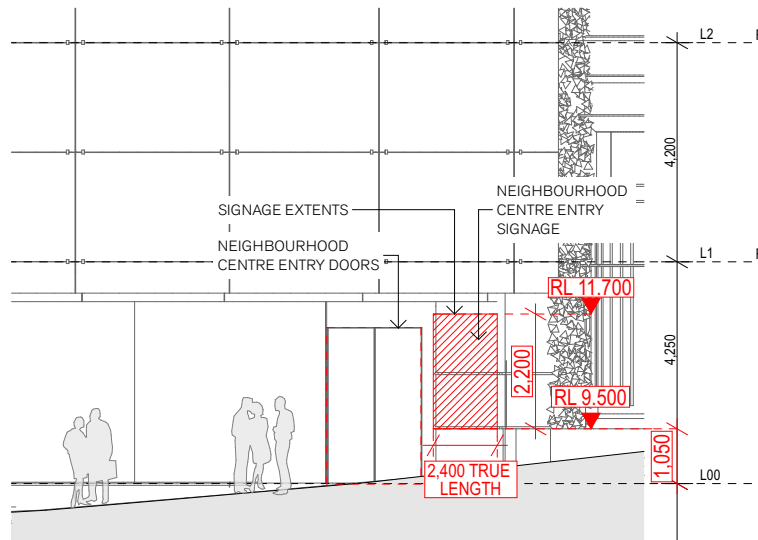 L2
4,200
NEIGHBOURHOOD
CENTRE ENTRY
SIGNAGE
SIGNAGE EXTENTS
NEIGHBOURHOOD
CENTRE ENTRY DOORS
L1
RL 11.700
2,200
4,250
RL 9.500
1,050
2,400 TRUE
LENGTH
L00